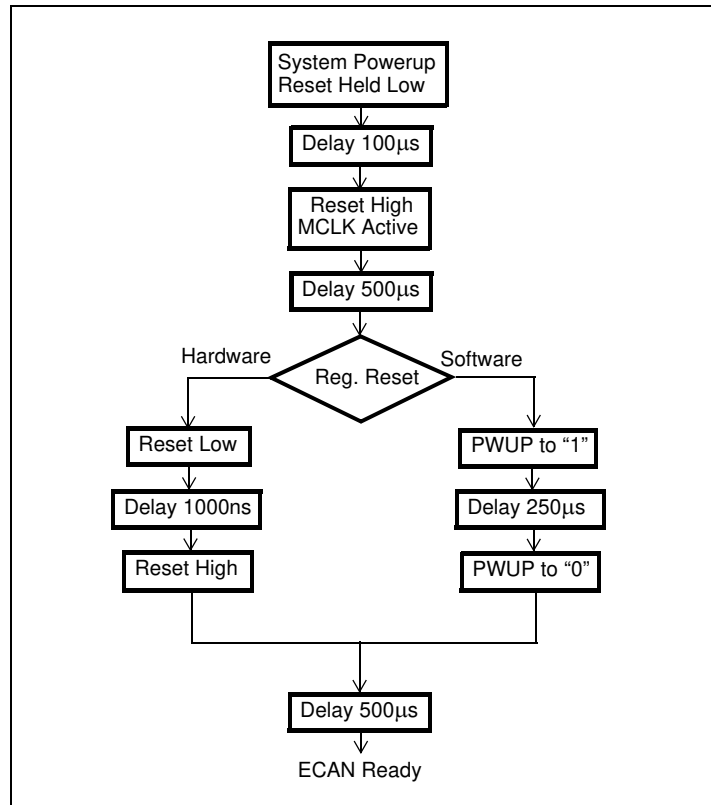 System Powerup
Reset Held Low
Delay 100μs
Reset High
MCLK Active
Delay 500μs
Hardware
Software
Reg. Reset
Reset Low
PWUP to “1”
Delay 1000ns
Delay 250μs
Reset High
PWUP to “0”
Delay 500μs
ECAN Ready